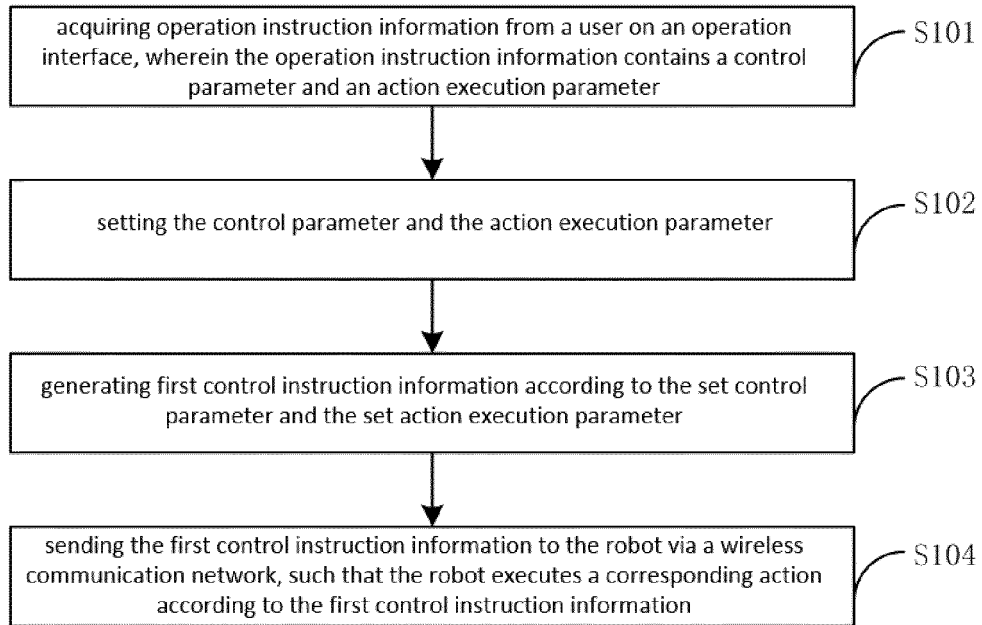 acquiring operation instruction information from a user on an operation
interface, wherein the operation instruction information contains a control
parameter and an action execution parameter
S101
setting the control parameter and the action execution parameter
S102
generating first control instruction information according to the set control
parameter and the set action execution parameter
S103
sending the first control instruction information to the robot via a wireless
communication network, such that the robot executes a corresponding action
according to the first control instruction information
S104